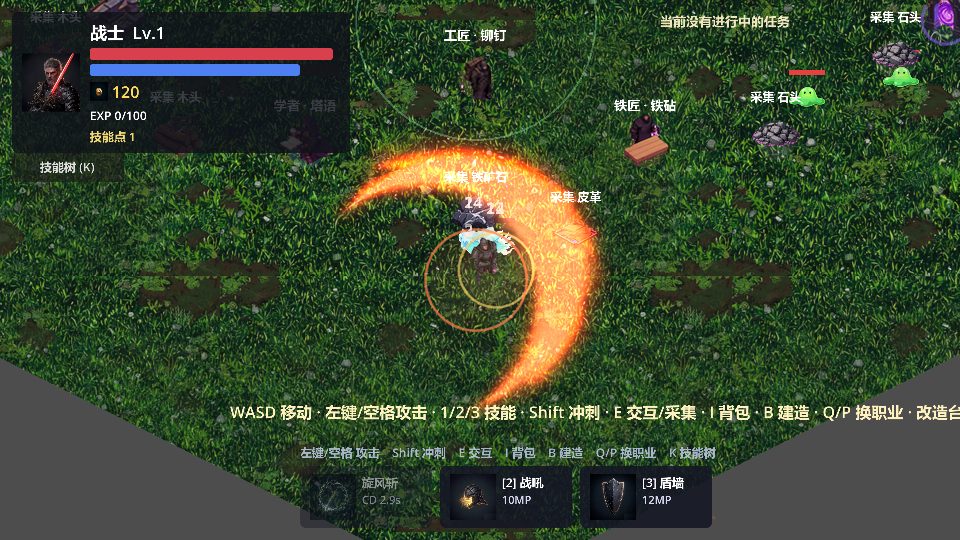 采集 木头
战士 Lv.1
120
EXP 0/100
技能点 1
技能树 (K)
采集 木头
学者 · 塔语
工匠 · 铆钉
当前没有进行中的任务
采集 石头
采集 石头
铁匠 · 铁砧
采集 铁矿石
采集 皮革
WASD 移动 · 左键/空格攻击 · 1/2/3 技能 · Shift 冲刺 · E 交互/采集 · I 背包 · B 建造 · Q/P 换职业 · 改造台
左键/空格 攻击 Shift 冲刺 E 交互 I 背包 B 建造 Q/P 换职业 K 技能树
旋风斩
CD 2.9s
[2] 战吼
10MP
[3] 盾墙
12MP